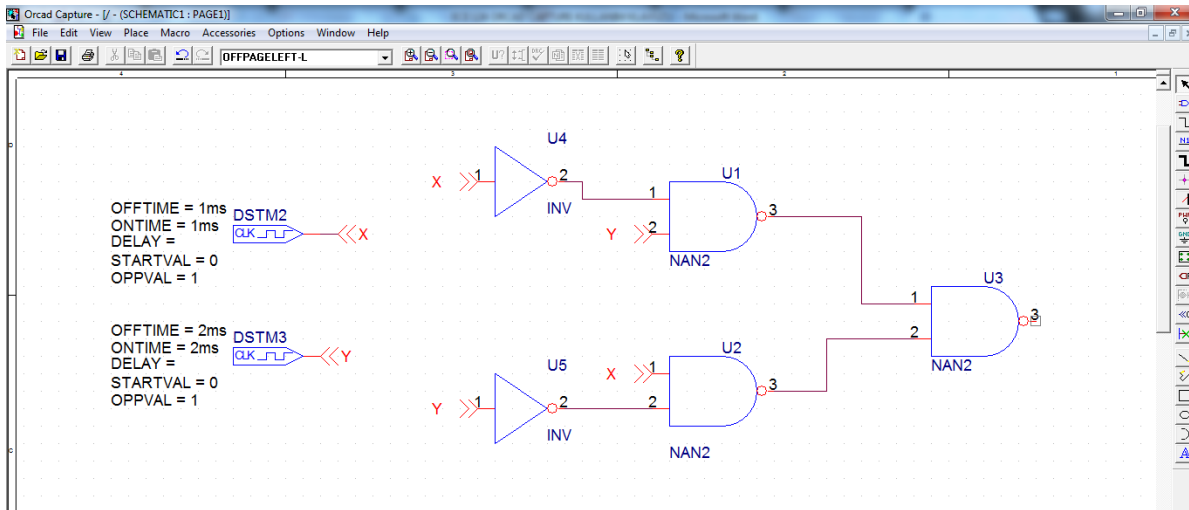 Orcad Capture - [/ - (SCHEMATIC1 : PAGE1)]
File Edit View Place Macro Accessories Options Window Help
OFFPAGELEFT-L
U?
4 3 2 1
D
U4
X 1 2
INV
U1
1
Y 2
3
NAN2
OFFTIME = 1ms
ONTIME = 1ms
DELAY =
STARTVAL = 0
OPPVAL = 1
DSTM2
CLK
X
U3
1
2
3
NAN2
OFFTIME = 2ms
ONTIME = 2ms
DELAY =
STARTVAL = 0
OPPVAL = 1
DSTM3
CLK
Y
U5
Y 1 2
INV
U2
X 1
2
3
NAN2
C